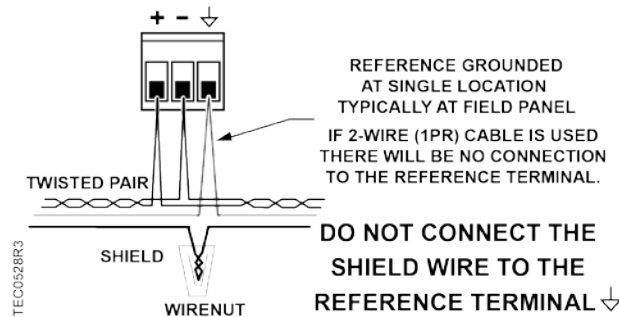 + - ⏚
REFERENCE GROUNDED
AT SINGLE LOCATION
TYPICALLY AT FIELD PANEL
IF 2-WIRE (1PR) CABLE IS USED
THERE WILL BE NO CONNECTION
TO THE REFERENCE TERMINAL.
TWISTED PAIR
DO NOT CONNECT THE
SHIELD WIRE TO THE
REFERENCE TERMINAL ⏚
SHIELD
WIRENUT
TEC0528R3